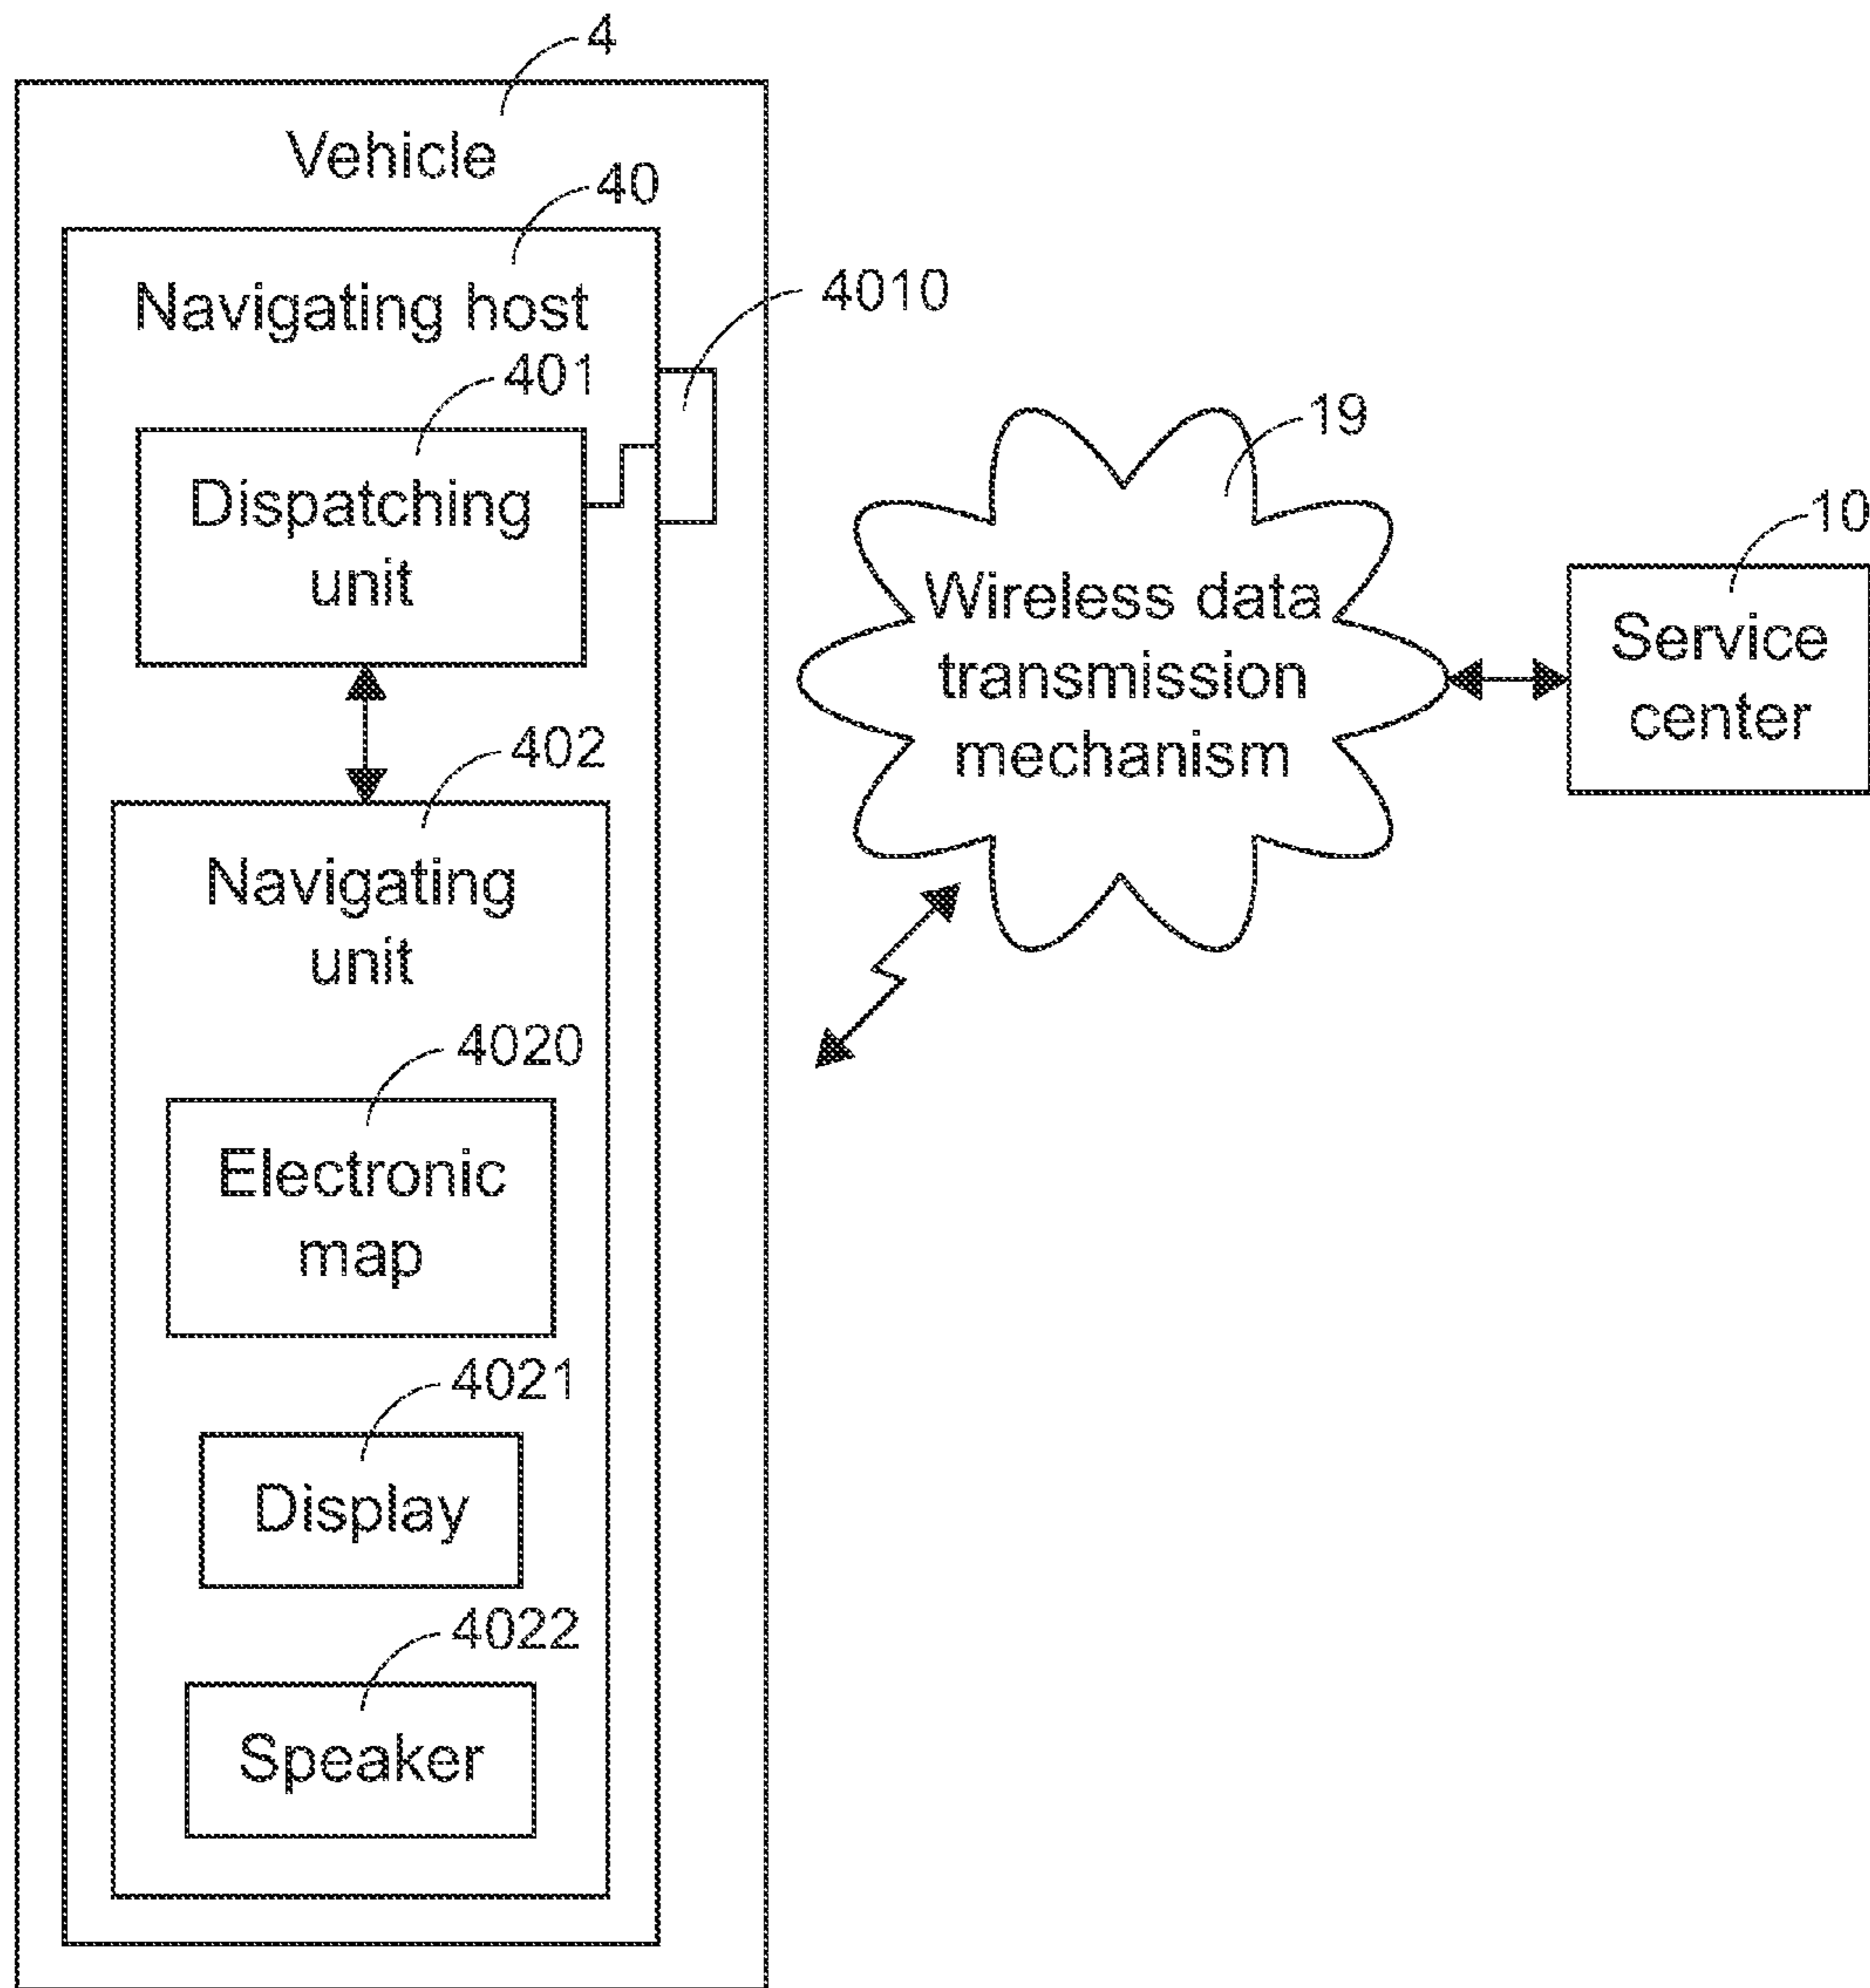 4
Vehicle
40
Navigating host
4010
401
Dispatching
unit
402
Navigating
unit
4020
Electronic
map
4021
Display
4022
Speaker
19
Wireless data
transmission
mechanism
10
Service
center